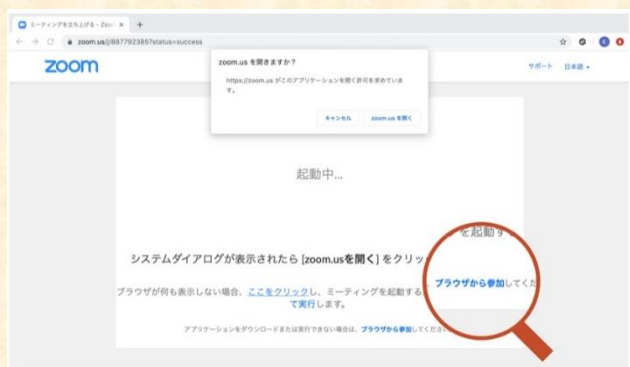 ミーティングを立ち上げる - Zoo
zoom.us/j/8877923857status=success
zoom
サポート 日本語
zoom.us を開きますか？
https://zoom.us がこのアプリケーションを開く許可を求めていま
す。
キャンセル zoom.us を開く
起動中...
を起動す
システムダイアログが表示されたら [zoom.usを開く] をクリッ
ブラウザから参加してくだ
ブラウザが何も表示しない場合、ここをクリックし、ミーティングを起動する
て実行します。
アプリケーションをダウンロードまたは実行できない場合は、ブラウザから参加してくださ